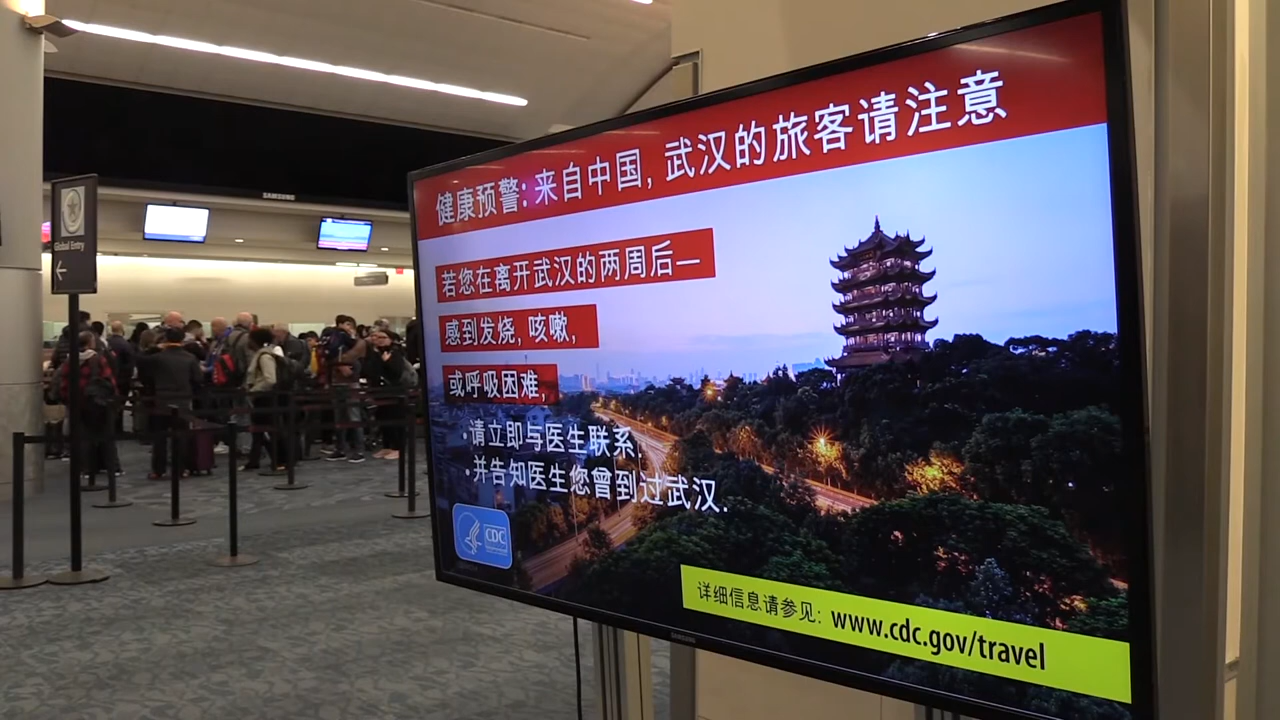 健康预警: 来自中国, 武汉的旅客请注意
若您在离开武汉的两周后—
感到发烧, 咳嗽,
或呼吸困难,
•请立即与医生联系.
•并告知医生您曾到过武汉.
CDC
详细信息请参见: www.cdc.gov/travel
SAMSUNG
Global Entry
←
SAMSUNG